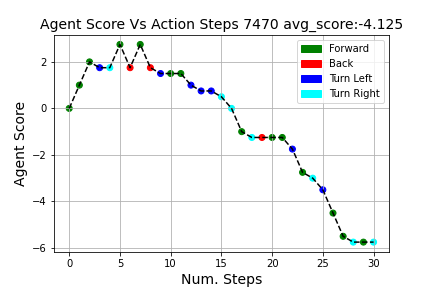 Agent Score Vs Action Steps 7470 avg_score:-4.125
Forward
Back
Turn Left
Turn Right
2
0
−2
−4
−6
Agent Score
0 5 10 15 20 25 30
Num. Steps